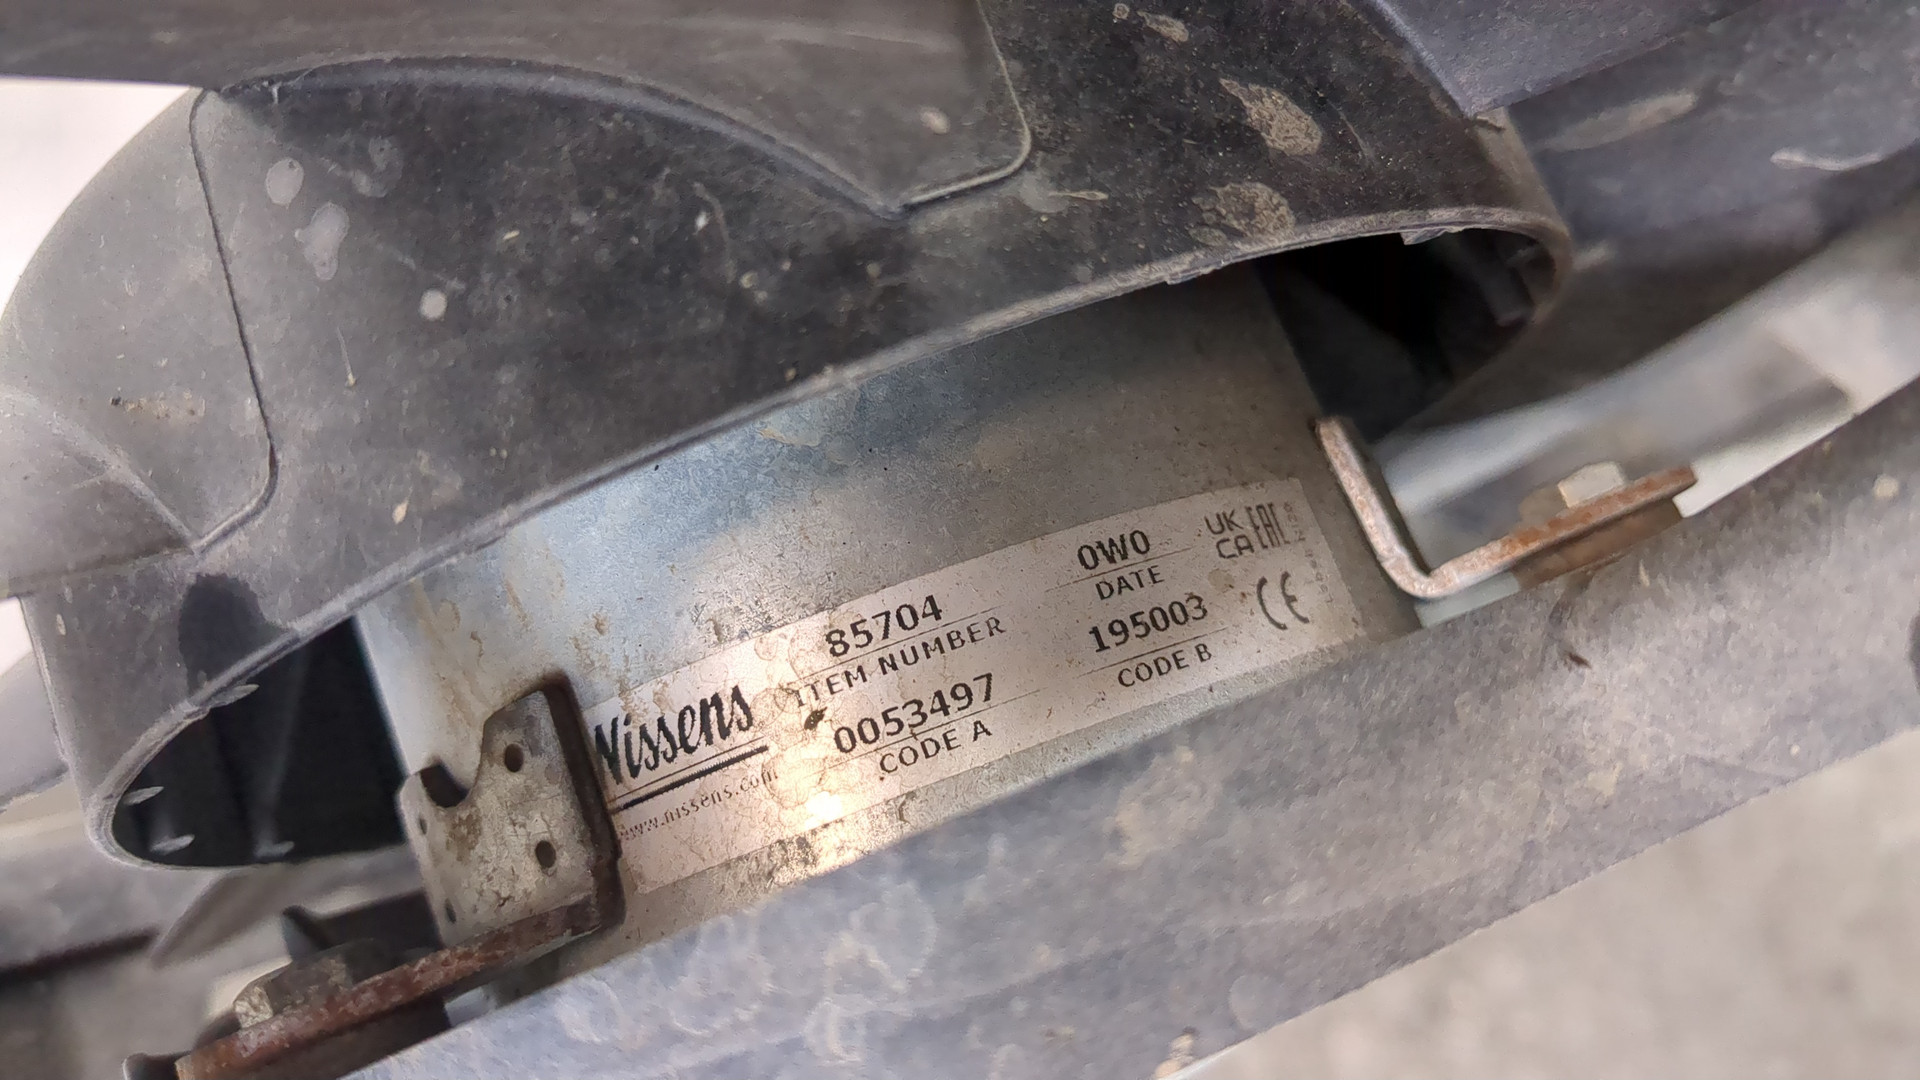 Nissens
www.nissens.com
85704
ITEM NUMBER
0053497
CODE A
0W0
DATE
195003
CODE B
UK
CA
EAC
CE